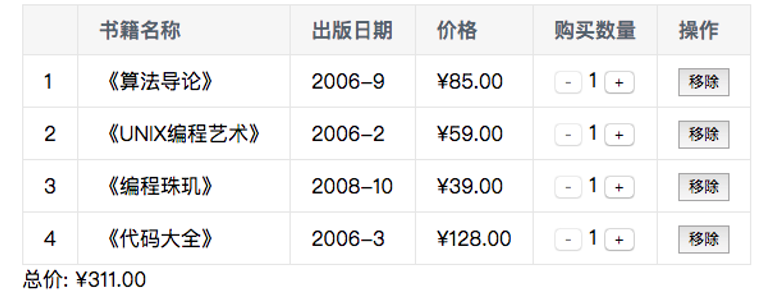 书籍名称 出版日期 价格 购买数量 操作
1 《算法导论》 2006-9 ¥85.00 - 1 + 移除
2 《UNIX编程艺术》 2006-2 ¥59.00 - 1 + 移除
3 《编程珠玑》 2008-10 ¥39.00 - 1 + 移除
4 《代码大全》 2006-3 ¥128.00 - 1 + 移除
总价: ¥311.00